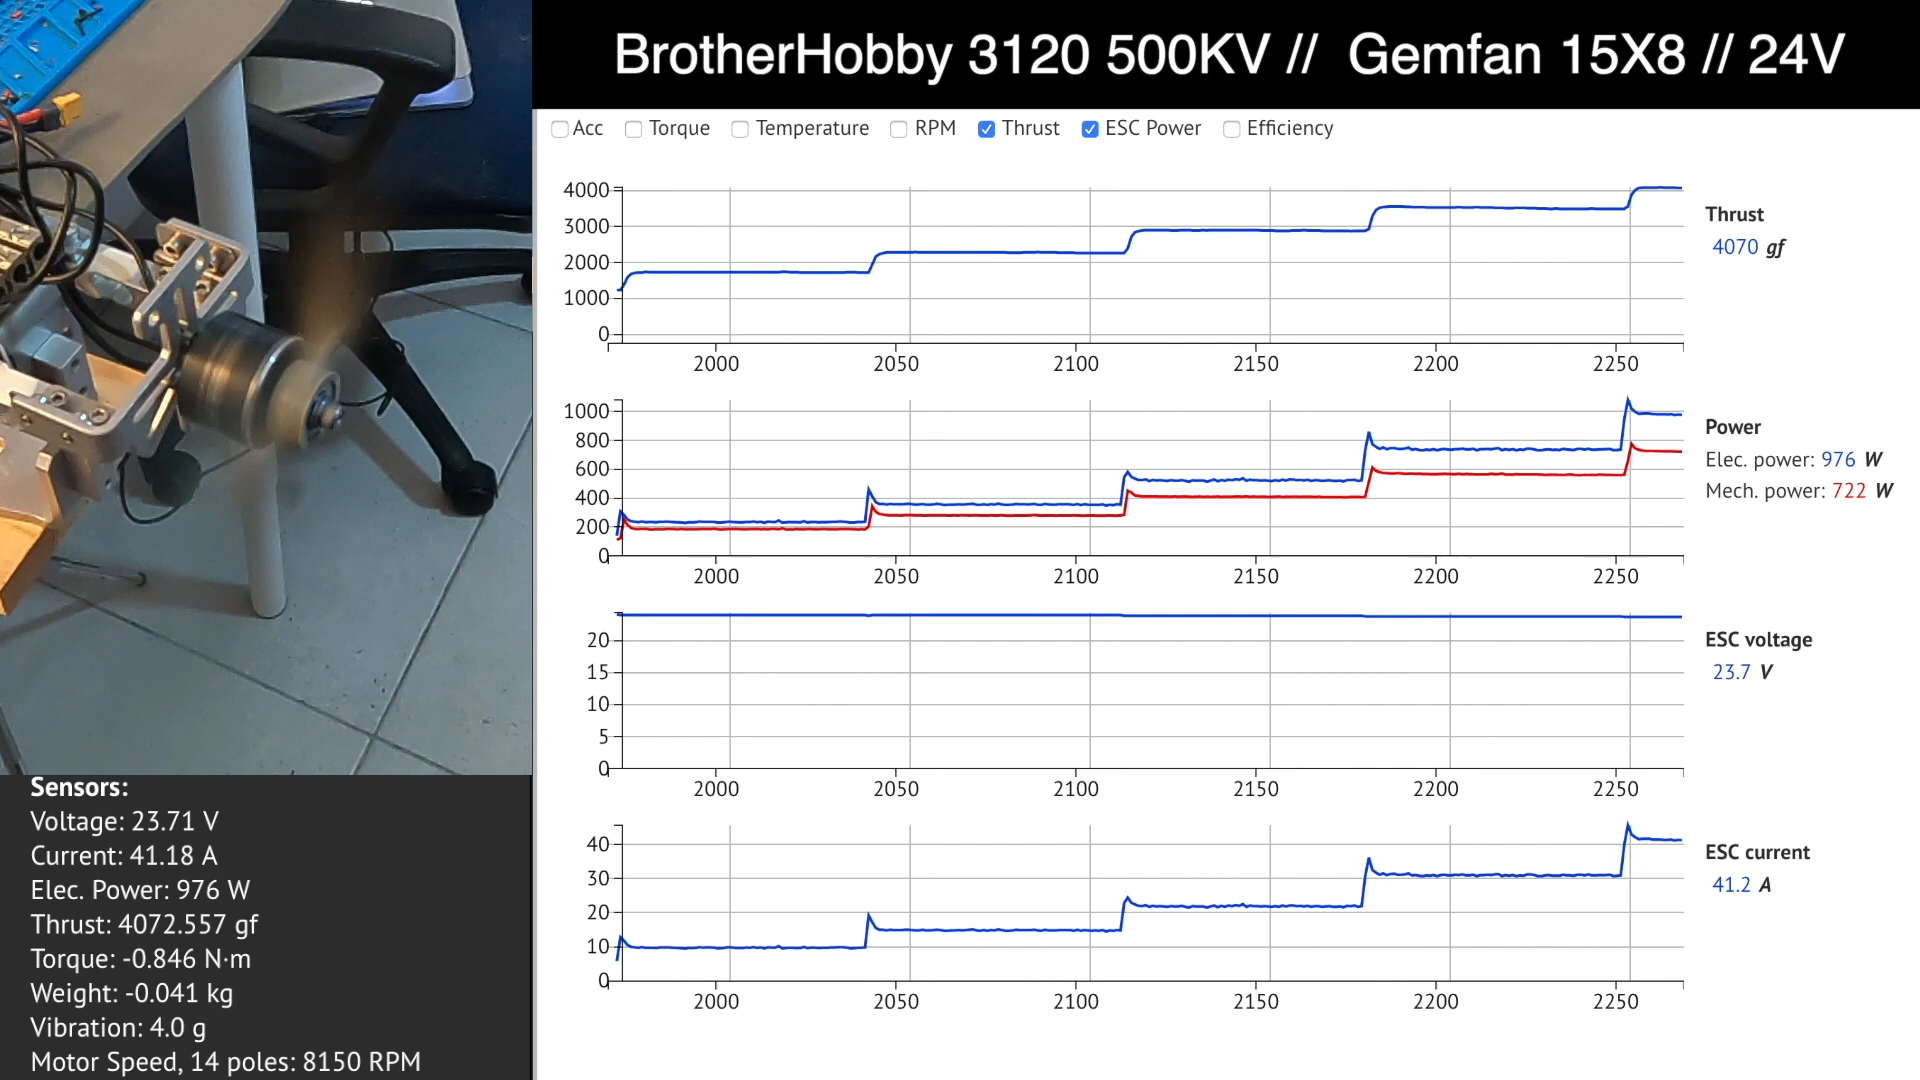 BrotherHobby 3120 500KV // Gemfan 15X8 // 24V
Acc Torque Temperature RPM Thrust ESC Power Efficiency
4000
3000
2000
1000
0
2000 2050 2100 2150 2200 2250
Thrust
4070 gf
1000
800
600
400
200
0
2000 2050 2100 2150 2200 2250
Power
Elec. power: 976 W
Mech. power: 722 W
20
15
10
5
0
2000 2050 2100 2150 2200 2250
ESC voltage
23.7 V
40
30
20
10
0
2000 2050 2100 2150 2200 2250
ESC current
41.2 A
Sensors:
Voltage: 23.71 V
Current: 41.18 A
Elec. Power: 976 W
Thrust: 4072.557 gf
Torque: -0.846 N·m
Weight: -0.041 kg
Vibration: 4.0 g
Motor Speed, 14 poles: 8150 RPM